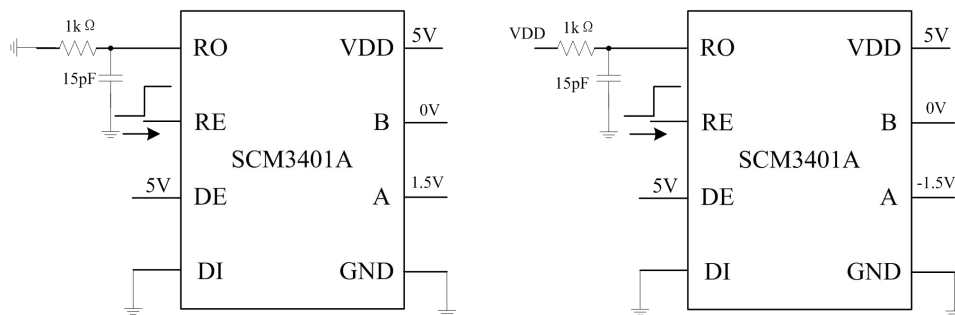 1kΩ
RO
VDD
5V
15pF
RE
B
0V
SCM3401A
5V
DE
A
1.5V
DI
GND
VDD
1kΩ
RO
VDD
5V
15pF
RE
B
0V
SCM3401A
5V
DE
A
-1.5V
DI
GND